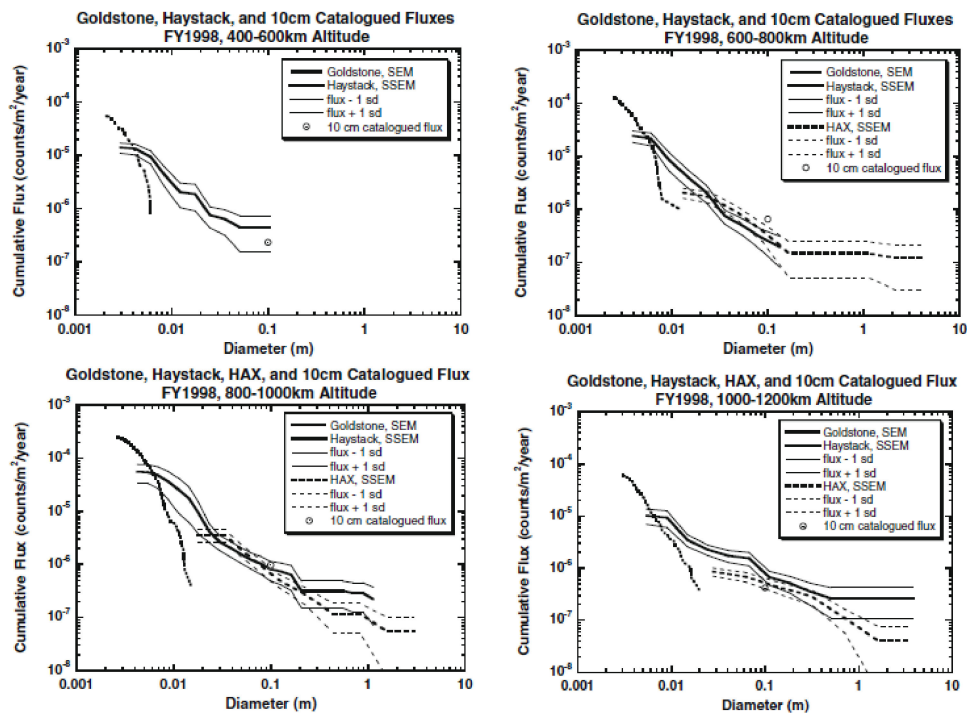 Goldstone, Haystack, and 10cm Catalogued Fluxes
FY1998, 400-600km Altitude
10⁻³
10⁻⁴
10⁻⁵
10⁻⁶
10⁻⁷
10⁻⁸
Cumulative Flux (counts/m²/year)
Goldstone, SEM
Haystack, SSEM
flux - 1 sd
flux + 1 sd
10 cm catalogued flux
0.001 0.01 0.1 1 10
Diameter (m)
Goldstone, Haystack, and 10cm Catalogued Fluxes
FY1998, 600-800km Altitude
10⁻³
10⁻⁴
10⁻⁵
10⁻⁶
10⁻⁷
10⁻⁸
Cumulative Flux (counts/m²/year)
Goldstone, SEM
Haystack, SSEM
flux - 1 sd
flux + 1 sd
HAX, SSEM
flux - 1 sd
flux + 1 sd
10 cm catalogued flux
0.001 0.01 0.1 1 10
Diameter (m)
Goldstone, Haystack, HAX, and 10cm Catalogued Flux
FY1998, 800-1000km Altitude
10⁻³
10⁻⁴
10⁻⁵
10⁻⁶
10⁻⁷
10⁻⁸
Cumulative Flux (counts/m²/year)
Goldstone, SEM
Haystack, SSEM
flux - 1 sd
flux + 1 sd
HAX, SSEM
flux - 1 sd
flux + 1 sd
10 cm catalogued flux
0.001 0.01 0.1 1 10
Diameter (m)
Goldstone, Haystack, HAX, and 10cm Catalogued Flux
FY1998, 1000-1200km Altitude
10⁻³
10⁻⁴
10⁻⁵
10⁻⁶
10⁻⁷
10⁻⁸
Cumulative Flux (counts/m²/year)
Goldstone, SEM
Haystack, SSEM
flux - 1 sd
flux + 1 sd
HAX, SSEM
flux - 1 sd
flux + 1 sd
10 cm catalogued flux
0.001 0.01 0.1 1 10
Diameter (m)